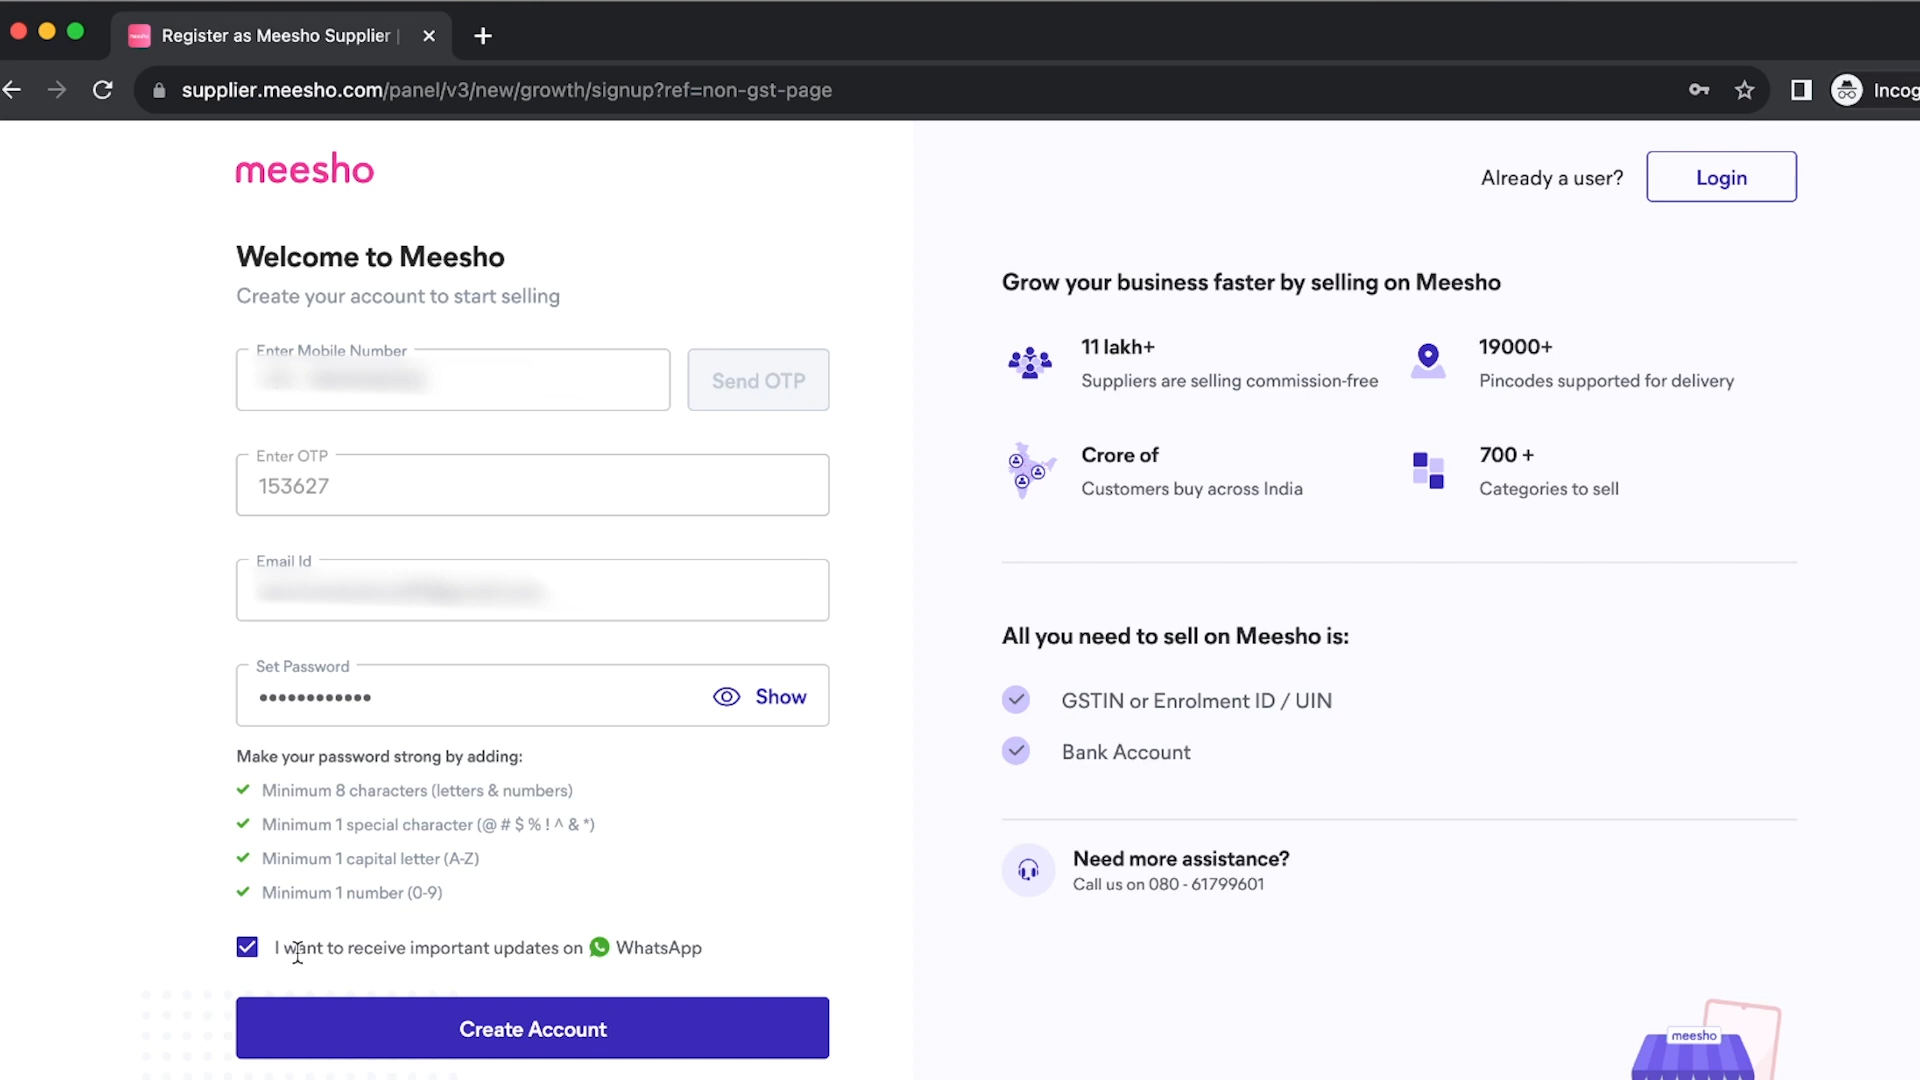 Register as Meesho Supplier |
supplier.meesho.com/panel/v3/new/growth/signup?ref=non-gst-page
Incog
meesho
Already a user?
Login
Welcome to Meesho
Create your account to start selling
Enter Mobile Number
Send OTP
Enter OTP
153627
Email Id
Set Password
Show
Make your password strong by adding:
Minimum 8 characters (letters & numbers)
Minimum 1 special character (@ # $ % ! ^ & *)
Minimum 1 capital letter (A-Z)
Minimum 1 number (0-9)
I want to receive important updates on WhatsApp
Create Account
Grow your business faster by selling on Meesho
11 lakh+
Suppliers are selling commission-free
19000+
Pincodes supported for delivery
Crore of
Customers buy across India
700 +
Categories to sell
All you need to sell on Meesho is:
GSTIN or Enrolment ID / UIN
Bank Account
Need more assistance?
Call us on 080 - 61799601
meesho